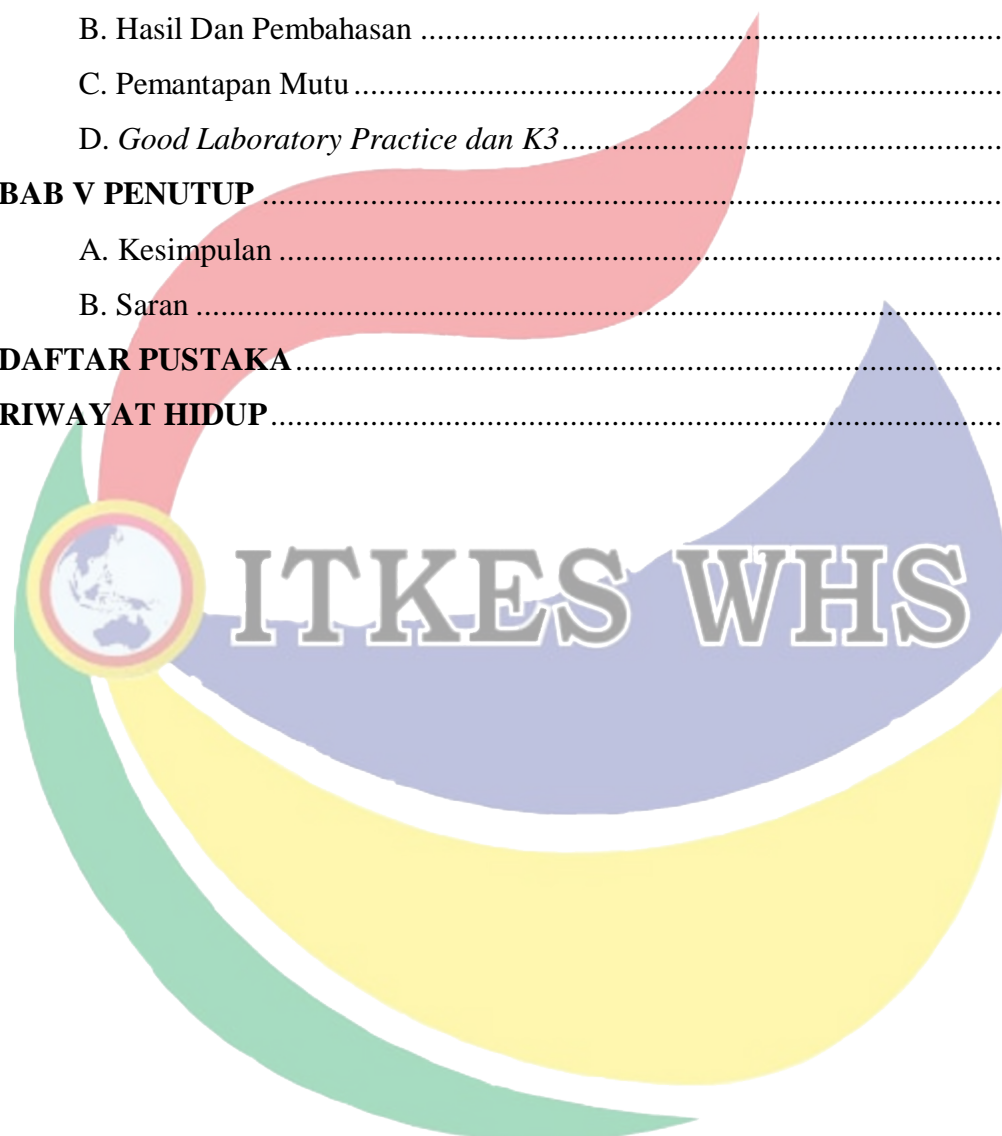 B. Hasil Dan Pembahasan ........................................................................
C. Pemantapan Mutu ................................................................................
D. Good Laboratory Practice dan K3 ......................................................
BAB V PENUTUP ............................................................................................
A. Kesimpulan ..........................................................................................
B. Saran ....................................................................................................
DAFTAR PUSTAKA ........................................................................................
RIWAYAT HIDUP ...........................................................................................
ITKES WHS